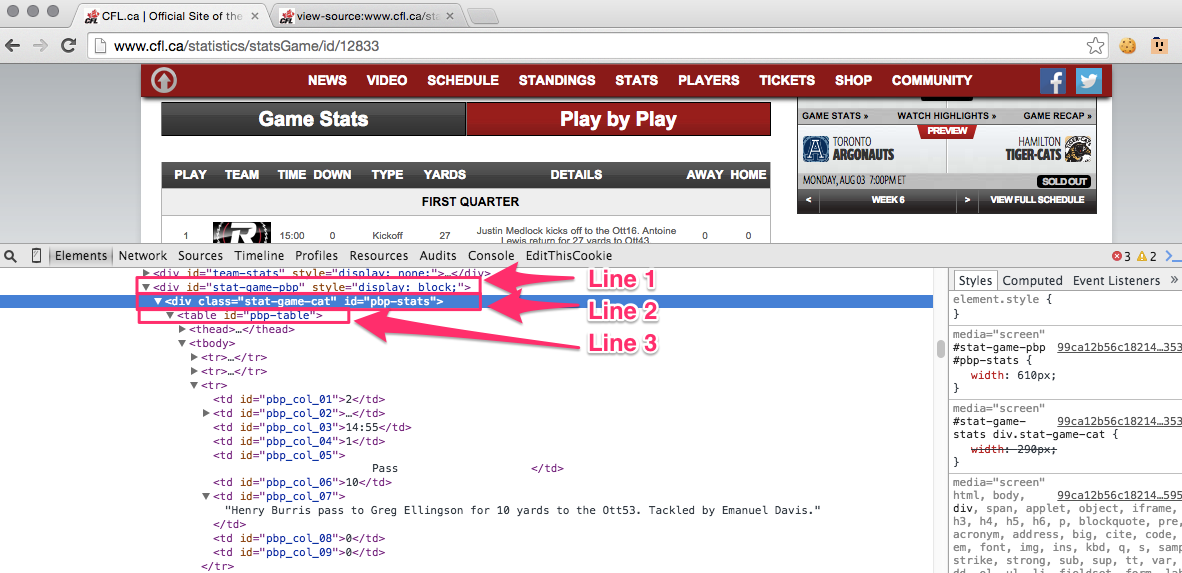 CFL.ca | Official Site of the
view-source:www.cfl.ca/sta
www.cfl.ca/statistics/statsGame/id/12833
NEWS VIDEO SCHEDULE STANDINGS STATS PLAYERS TICKETS SHOP COMMUNITY
Game Stats Play by Play
GAME STATS » WATCH HIGHLIGHTS » GAME RECAP »
PREVIEW
TORONTO
ARGONAUTS
HAMILTON
TIGER-CATS
MONDAY, AUG 03 7:00PM ET SOLD OUT
< WEEK 6 > VIEW FULL SCHEDULE
PLAY TEAM TIME DOWN TYPE YARDS DETAILS AWAY HOME
FIRST QUARTER
1 15:00 0 Kickoff 27 Justin Medlock kicks off to the Ott16. Antoine 0 0
Lewis return for 27 yards to Ott43.
Elements Network Sources Timeline Profiles Resources Audits Console EditThisCookie 3 2
<div id="team-stats" style="display: none;">…</div>
<div id="stat-game-pbp" style="display: block;">
<div class="stat-game-cat" id="pbp-stats">
<table id="pbp-table">
<thead>…</thead>
<tbody>
<tr>…</tr>
<tr>…</tr>
<tr>
<td id="pbp_col_01">2</td>
<td id="pbp_col_02">…</td>
<td id="pbp_col_03">14:55</td>
<td id="pbp_col_04">1</td>
<td id="pbp_col_05">
Pass </td>
<td id="pbp_col_06">10</td>
<td id="pbp_col_07">
"Henry Burris pass to Greg Ellingson for 10 yards to the Ott53. Tackled by Emanuel Davis."
</td>
<td id="pbp_col_08">0</td>
<td id="pbp_col_09">0</td>
</tr>
Line 1
Line 2
Line 3
Styles Computed Event Listeners »
element.style {
}
media="screen"
#stat-game-pbp 99ca12b56c18214…353
#pbp-stats {
width: 610px;
}
media="screen"
#stat-game- 99ca12b56c18214…353
stats div.stat-game-cat {
width: 290px;
}
media="screen"
html, body, 99ca12b56c18214…595
div, span, applet, object, iframe,
h3, h4, h5, h6, p, blockquote, pre,
acronym, address, big, cite, code,
em, font, img, ins, kbd, q, s, samp
strike, strong, sub, sup, tt, var,